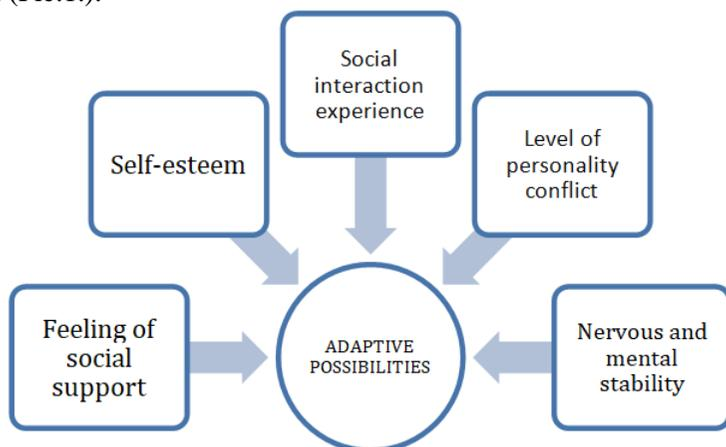 Social
interaction
experience
Self-esteem
Level of
personality
conflict
Feeling of
social
support
ADAPTIVE
POSSIBILITIES
Nervous and
mental
stability